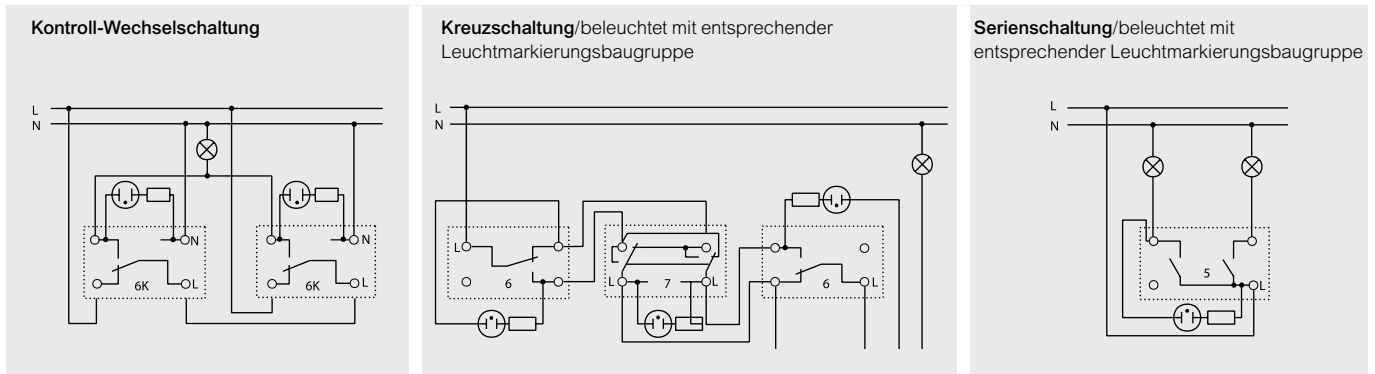 Kontroll-Wechselschaltung
L
N
N
N
6K
L
6K
L
Kreuzschaltung/beleuchtet mit entsprechender
Leuchtmarkierungsbaugruppe
L
N
L
6
L
7
L
6
L
Serienschaltung/beleuchtet mit
entsprechender Leuchtmarkierungsbaugruppe
L
N
5
L